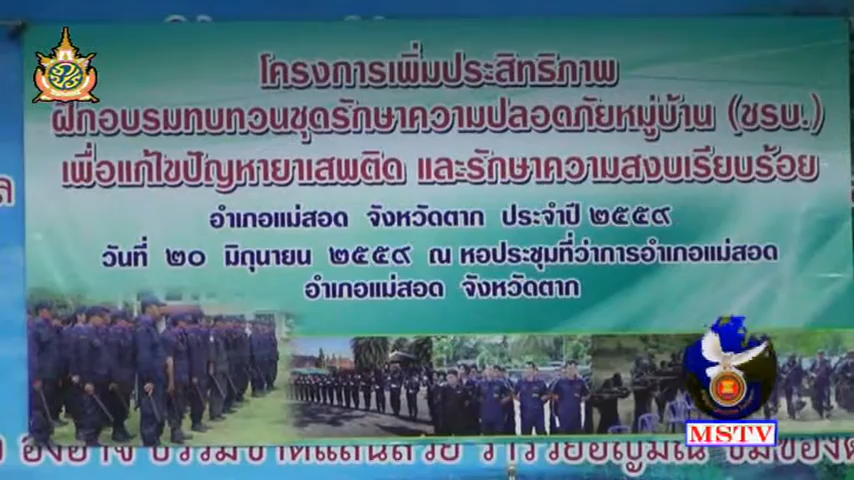 โครงการเพิ่มประสิทธิภาพ
ฝึกอบรมทบทวนชุดรักษาความปลอดภัยหมู่บ้าน (ชรบ.)
เพื่อแก้ไขปัญหายาเสพติด และรักษาความสงบเรียบร้อย
อำเภอแม่สอด จังหวัดตาก ประจำปี ๒๕๕๙
วันที่ ๒๐ มิถุนายน ๒๕๕๙ ณ หอประชุมที่ว่าการอำเภอแม่สอด
อำเภอแม่สอด จังหวัดตาก
MSTV